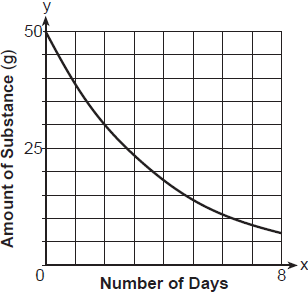 y
50
Amount of Substance (g)
25
0
8
x
Number of Days